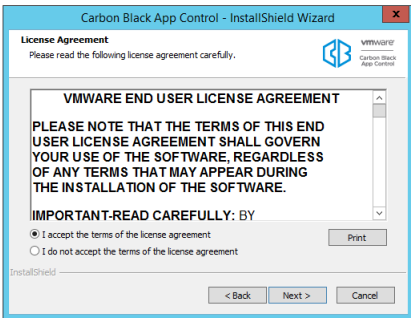 Carbon Black App Control - InstallShield Wizard
x
License Agreement
Please read the following license agreement carefully.
vmware
Carbon Black
App Control
VMWARE END USER LICENSE AGREEMENT
PLEASE NOTE THAT THE TERMS OF THIS END
USER LICENSE AGREEMENT SHALL GOVERN
YOUR USE OF THE SOFTWARE, REGARDLESS
OF ANY TERMS THAT MAY APPEAR DURING
THE INSTALLATION OF THE SOFTWARE.
IMPORTANT-READ CAREFULLY: BY
I accept the terms of the license agreement
Print
I do not accept the terms of the license agreement
InstallShield
< Back
Next >
Cancel